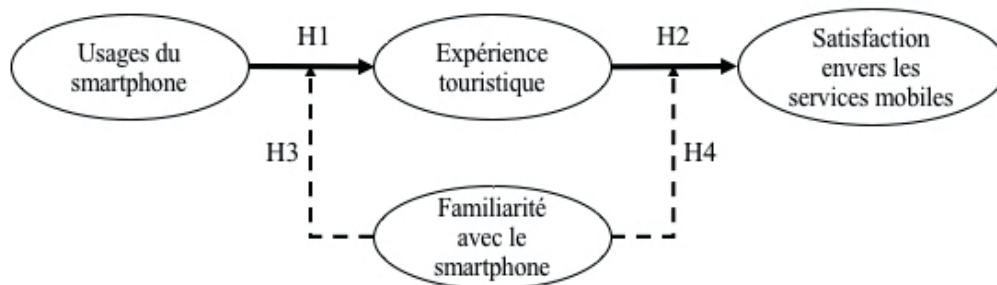 Usages du
smartphone
H1
Expérience
touristique
H2
Satisfaction
envers les
services mobiles
H3
H4
Familiarité
avec le
smartphone